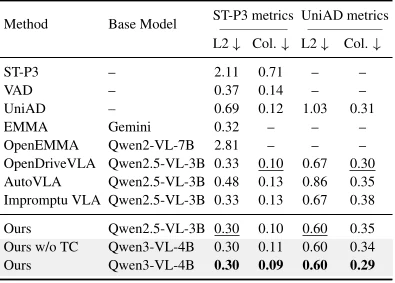 Method Base Model ST-P3 metrics UniAD metrics
L2 ↓ Col. ↓ L2 ↓ Col. ↓
ST-P3 – 2.11 0.71 – –
VAD – 0.37 0.14 – –
UniAD – 0.69 0.12 1.03 0.31
EMMA Gemini 0.32 – – –
OpenEMMA Qwen2-VL-7B 2.81 – – –
OpenDriveVLA Qwen2.5-VL-3B 0.33 0.10 0.67 0.30
AutoVLA Qwen2.5-VL-3B 0.48 0.13 0.86 0.35
Impromptu VLA Qwen2.5-VL-3B 0.33 0.13 0.67 0.38
Ours Qwen2.5-VL-3B 0.30 0.10 0.60 0.35
Ours w/o TC Qwen3-VL-4B 0.30 0.11 0.60 0.34
Ours Qwen3-VL-4B 0.30 0.09 0.60 0.29